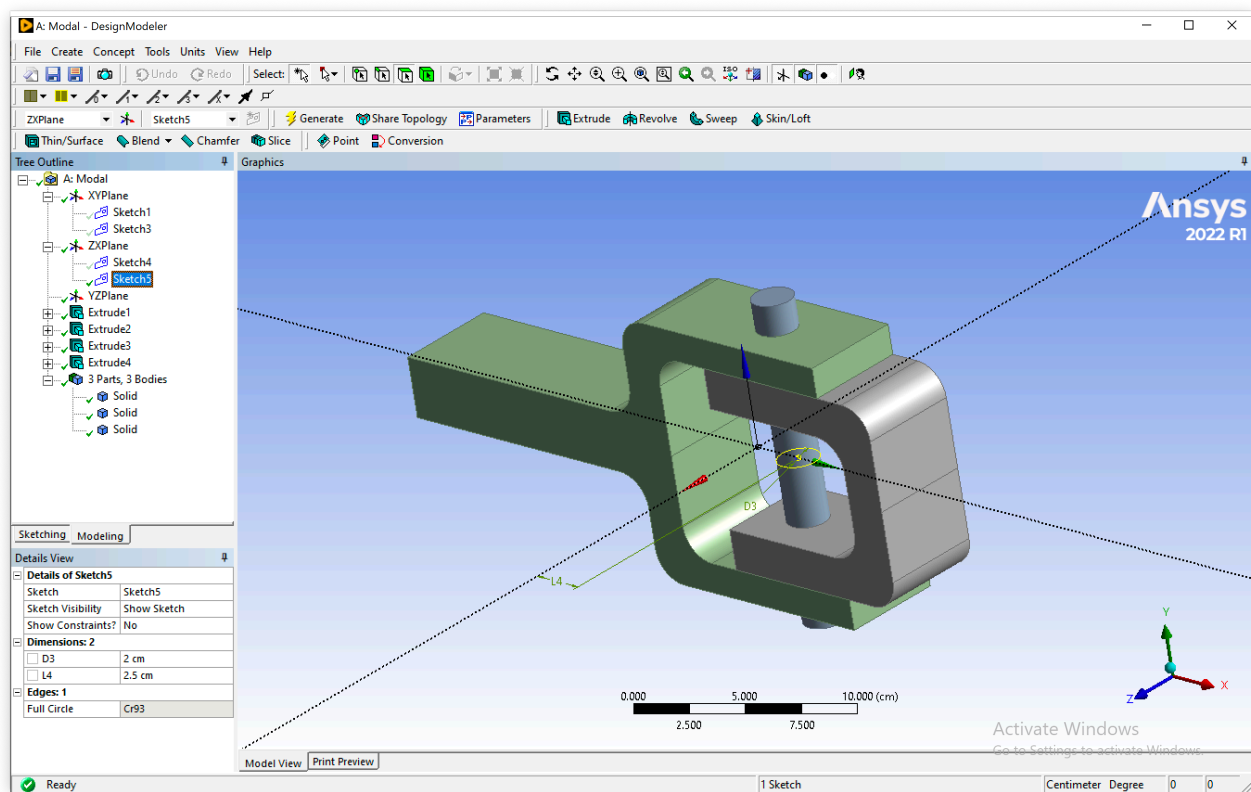 A: Modal - DesignModeler
File Create Concept Tools Units View Help
Undo Redo Select: ISO
ZXPlane Sketch5 Generate Share Topology Parameters Extrude Revolve Sweep Skin/Loft
Thin/Surface Blend Chamfer Slice Point Conversion
Tree Outline
A: Modal
XYPlane
Sketch1
Sketch3
ZXPlane
Sketch4
Sketch5
YZPlane
Extrude1
Extrude2
Extrude3
Extrude4
3 Parts, 3 Bodies
Solid
Solid
Solid
Sketching Modeling
Details View
Details of Sketch5
Sketch Sketch5
Sketch Visibility Show Sketch
Show Constraints? No
Dimensions: 2
D3 2 cm
L4 2.5 cm
Edges: 1
Full Circle Cr93
Graphics
Ansys
2022 R1
D3
L4
0.000 5.000 10.000 (cm)
2.500 7.500
Y
X
Z
Activate Windows
Go to Settings to activate Windows.
Model View Print Preview
Ready 1 Sketch Centimeter Degree 0 0